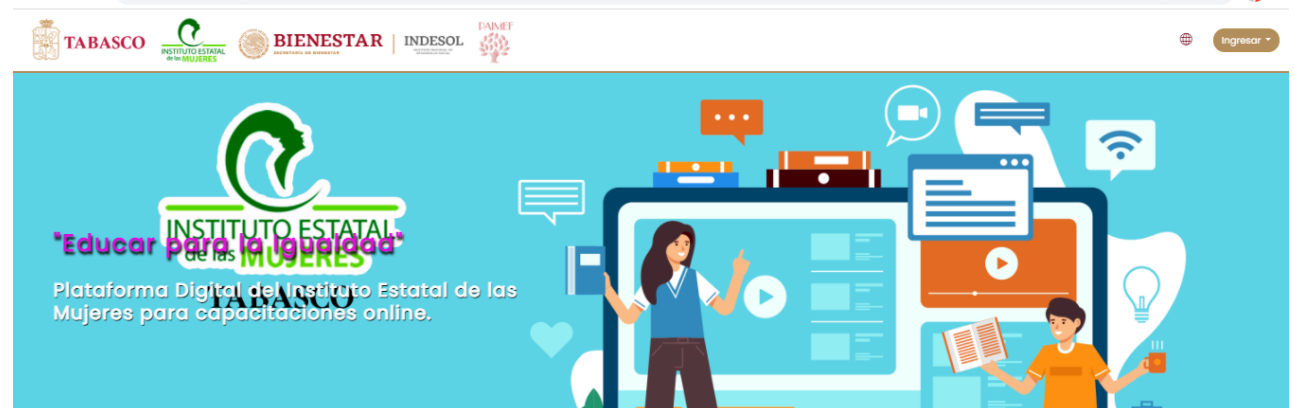 TABASCO
INSTITUTO ESTATAL
de las MUJERES
BIENESTAR
SECRETARÍA DE BIENESTAR
INDESOL
PAIMEF
Ingresar
INSTITUTO ESTATAL
de las MUJERES
TABASCO
"Educar para la Igualdad"
Plataforma Digital del Instituto Estatal de las
Mujeres para capacitaciones online.